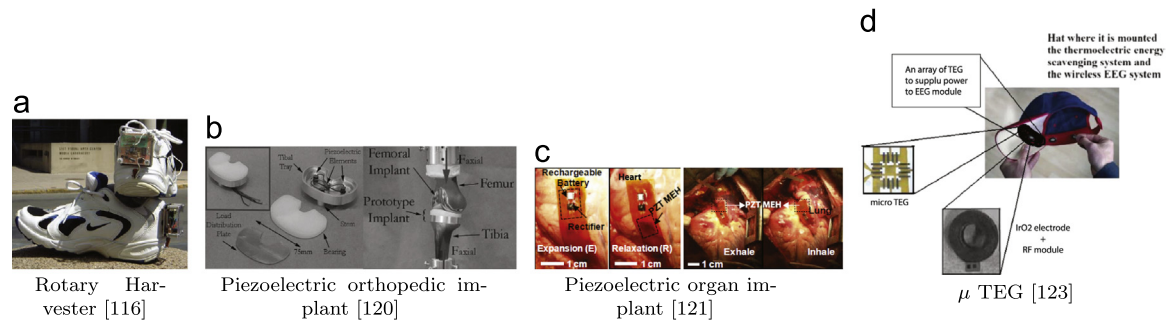 a
Rotary Har-
vester [116]
b
Tibial
Tray
Piezoelectric
Elements
Load
Distribution
Plate
75mm
Bearing
Femoral
Implant
Prototype
Implant
Faxial
Femur
Tibia
Faxial
Piezoelectric orthopedic im-
plant [120]
c
Rechargeable
Battery
Rectifier
Expansion (E)
1 cm
Heart
PZT MEH
Relaxation (R)
1 cm
PZT MEH
Exhale
1 cm
Lung
Inhale
Piezoelectric organ im-
plant [121]
d
An array of TEG
to supplu power
to EEG module
Hat where it is mounted
the thermoelectric energy
scavenging system and
the wireless EEG system
micro TEG
IrO2 electrode
+
RF module
μ TEG [123]